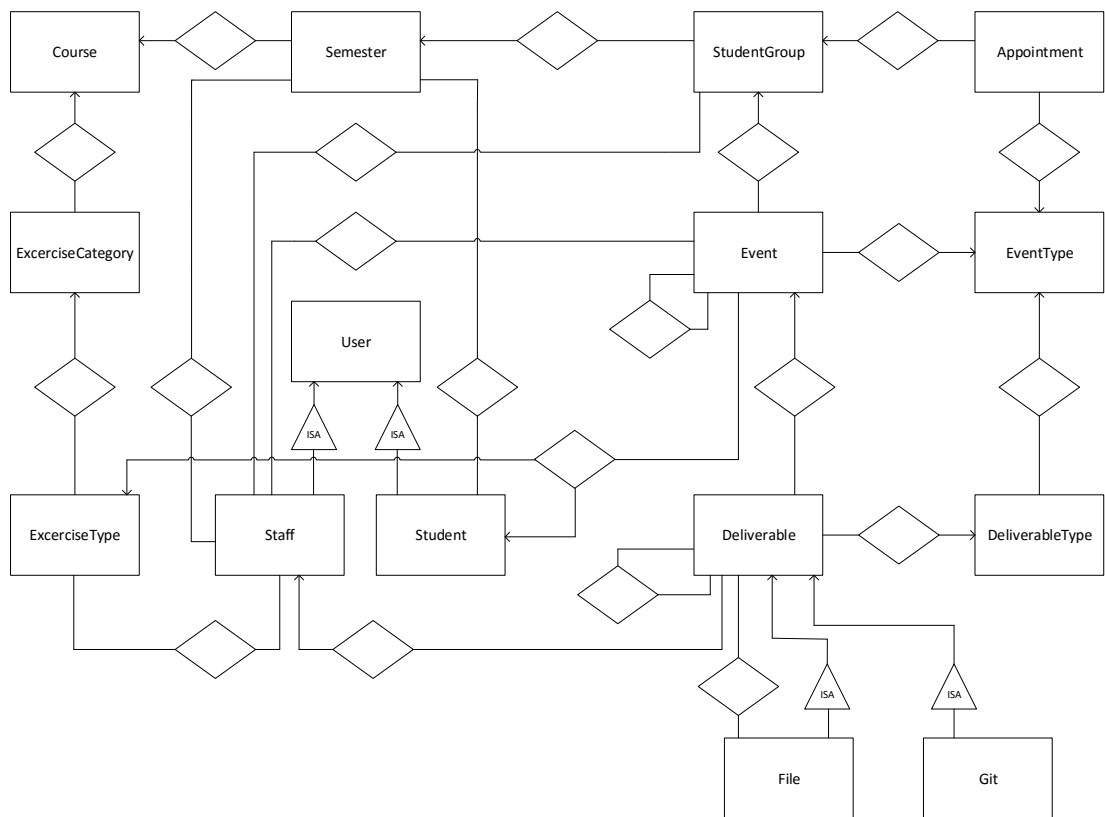 Course
Semester
StudentGroup
Appointment
ExcerciseCategory
Event
EventType
User
ISA
ISA
ExcerciseType
Staff
Student
Deliverable
DeliverableType
ISA
ISA
File
Git